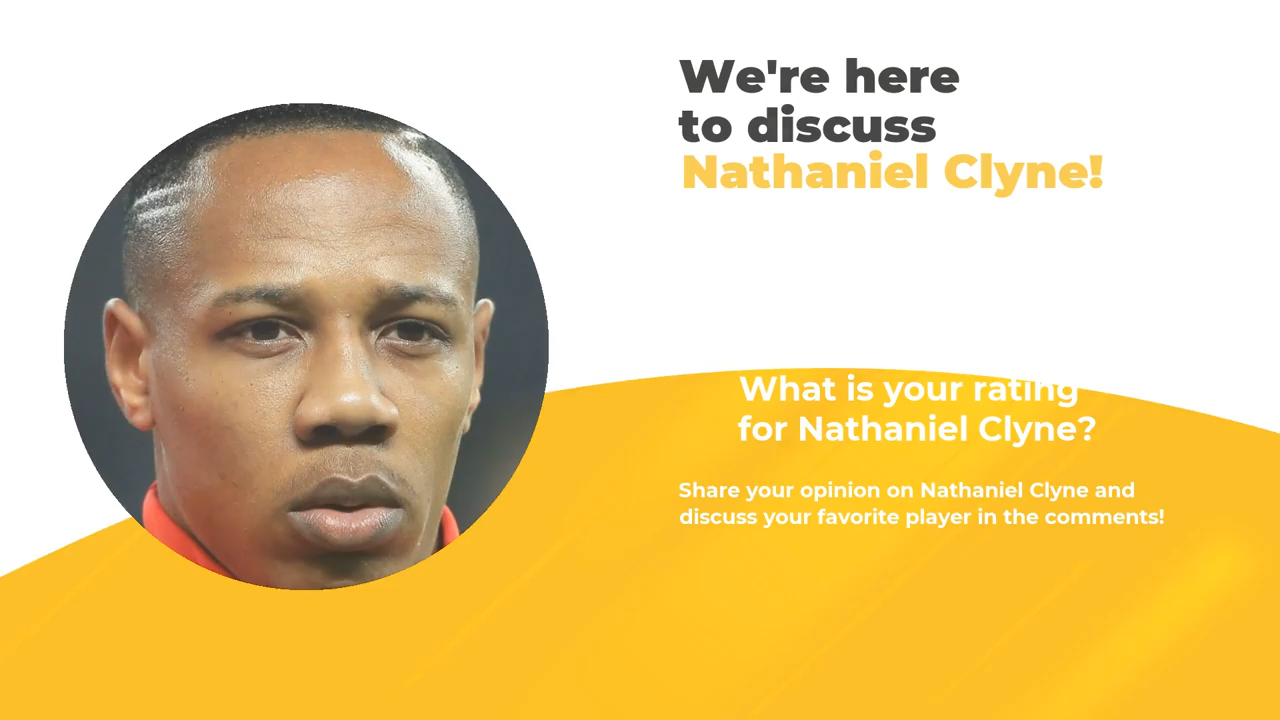 We're here
to discuss
Nathaniel Clyne!
What is your rating
for Nathaniel Clyne?
Share your opinion on Nathaniel Clyne and
discuss your favorite player in the comments!